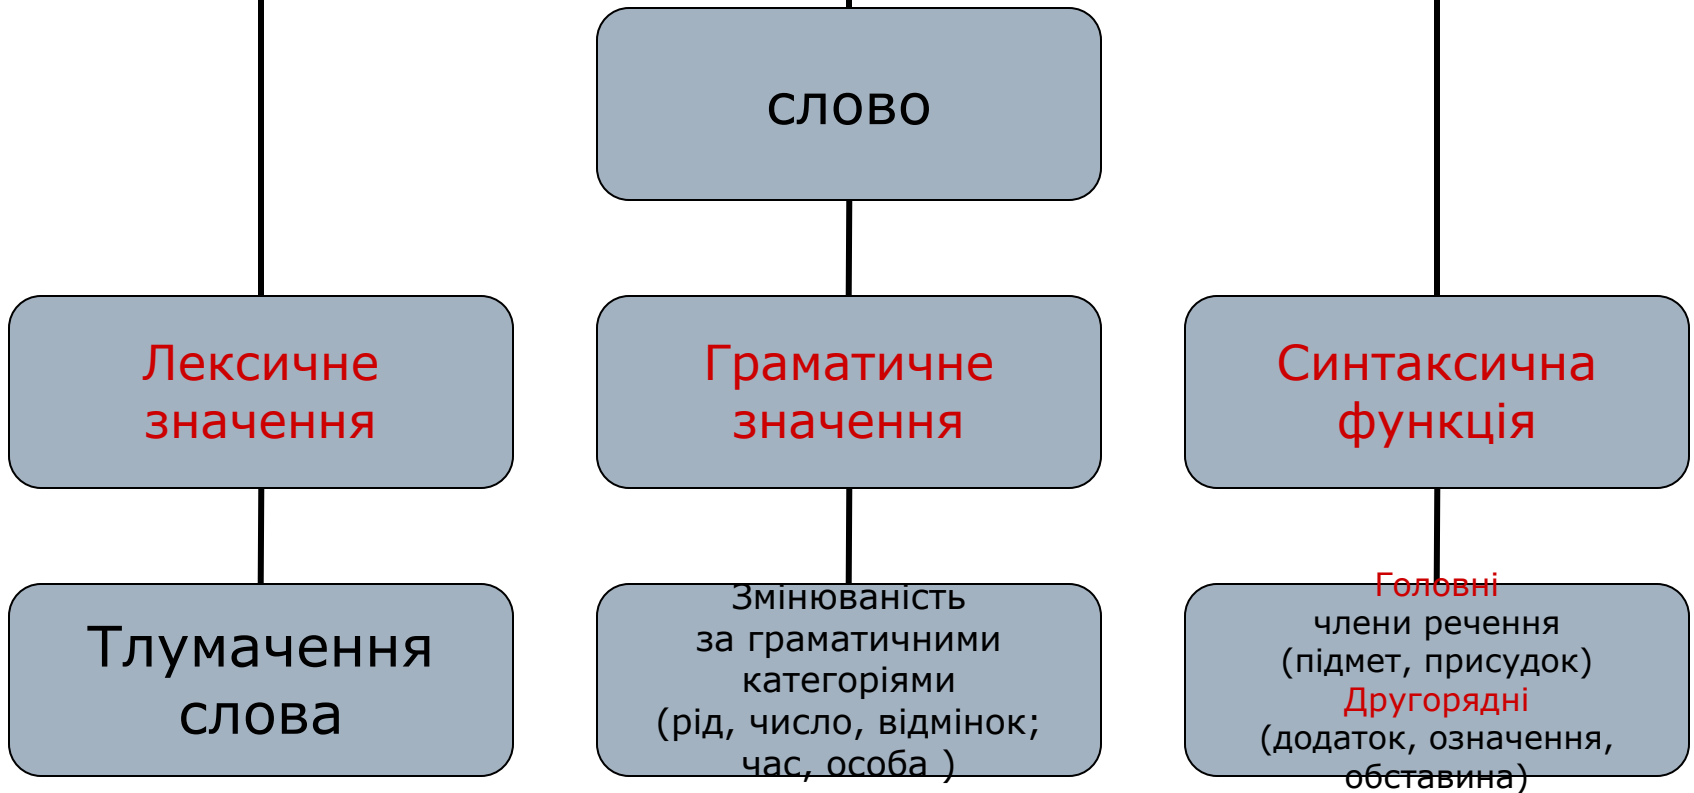 слово
Лексичне
значення
Граматичне
значення
Синтаксична
функція
Тлумачення
слова
Змінюваність
за граматичними
категоріями
(рід, число, відмінок;
час, особа )
Головні
члени речення
(підмет, присудок)
Другорядні
(додаток, означення,
обставина)